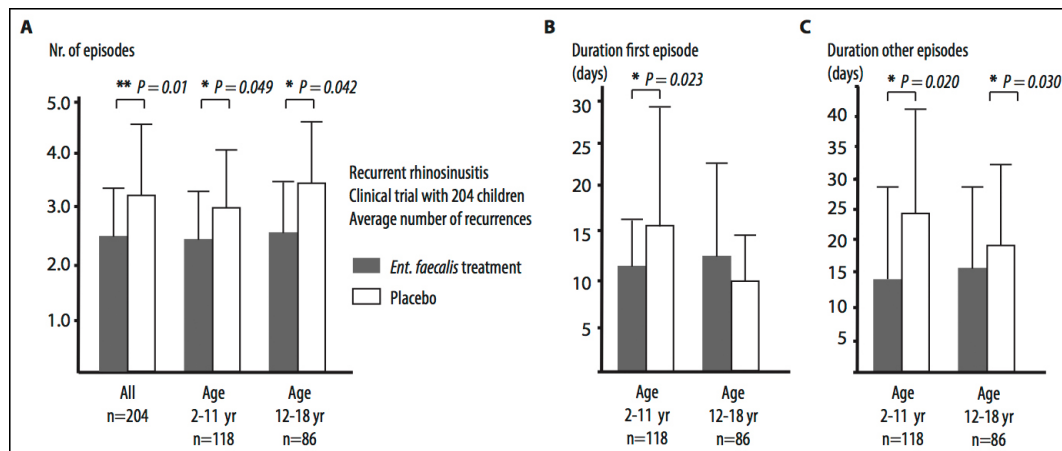 A
Nr. of episodes
** P = 0.01
* P = 0.049
* P = 0.042
5.0
4.0
3.0
2.0
1.0
All
n=204
Age
2-11 yr
n=118
Age
12-18 yr
n=86
Recurrent rhinosinusitis
Clinical trial with 204 children
Average number of recurrences
Ent. faecalis treatment
Placebo
B
Duration first episode
(days)
* P = 0.023
30
25
20
15
10
5
Age
2-11 yr
n=118
Age
12-18 yr
n=86
C
Duration other episodes
(days)
* P = 0.020
* P = 0.030
40
35
30
25
20
15
10
5
Age
2-11 yr
n=118
Age
12-18 yr
n=86